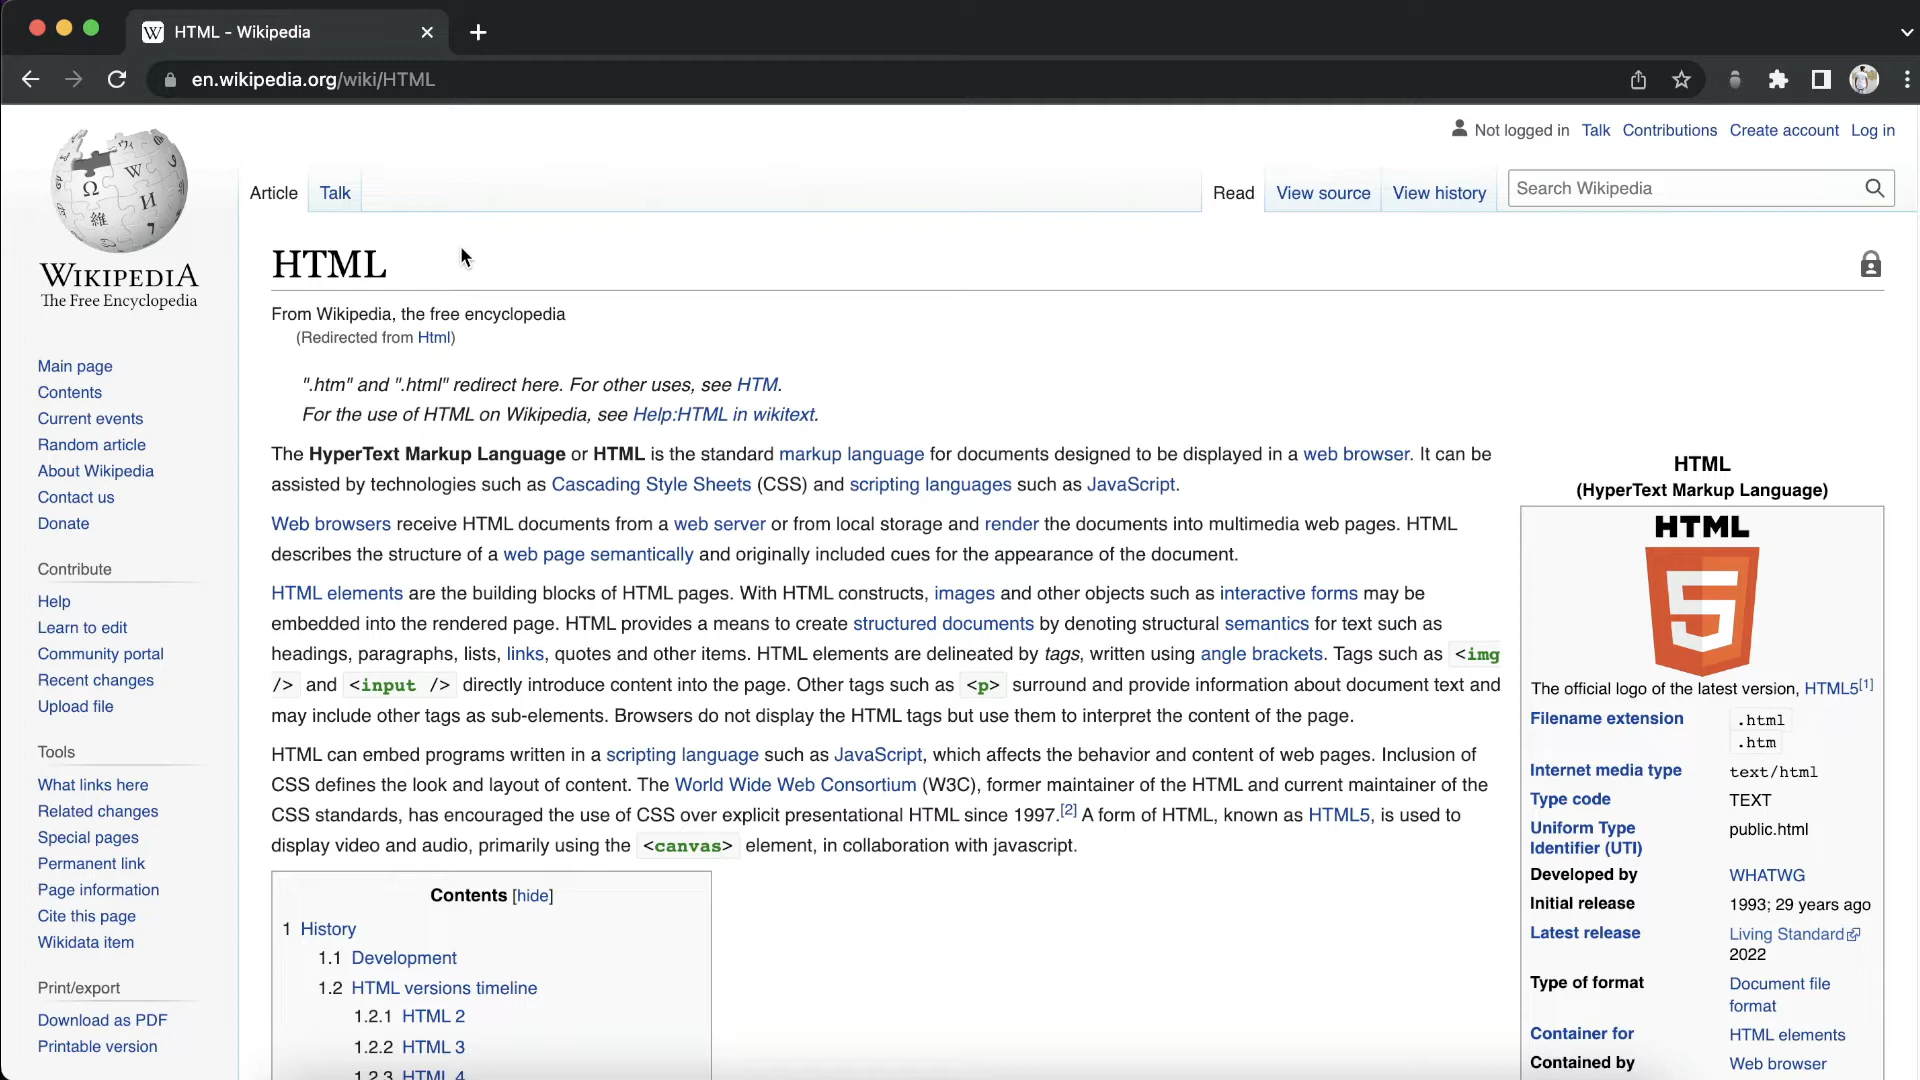 HTML - Wikipedia
en.wikipedia.org/wiki/HTML
Not logged in Talk Contributions Create account Log in
Article Talk Read View source View history Search Wikipedia
WIKIPEDIA
The Free Encyclopedia
Main page
Contents
Current events
Random article
About Wikipedia
Contact us
Donate
Contribute
Help
Learn to edit
Community portal
Recent changes
Upload file
Tools
What links here
Related changes
Special pages
Permanent link
Page information
Cite this page
Wikidata item
Print/export
Download as PDF
Printable version
HTML
From Wikipedia, the free encyclopedia
(Redirected from Html)
".htm" and ".html" redirect here. For other uses, see HTM.
For the use of HTML on Wikipedia, see Help:HTML in wikitext.
The HyperText Markup Language or HTML is the standard markup language for documents designed to be displayed in a web browser. It can be
assisted by technologies such as Cascading Style Sheets (CSS) and scripting languages such as JavaScript.
Web browsers receive HTML documents from a web server or from local storage and render the documents into multimedia web pages. HTML
describes the structure of a web page semantically and originally included cues for the appearance of the document.
HTML elements are the building blocks of HTML pages. With HTML constructs, images and other objects such as interactive forms may be
embedded into the rendered page. HTML provides a means to create structured documents by denoting structural semantics for text such as
headings, paragraphs, lists, links, quotes and other items. HTML elements are delineated by tags, written using angle brackets. Tags such as <img
/> and <input /> directly introduce content into the page. Other tags such as <p> surround and provide information about document text and
may include other tags as sub-elements. Browsers do not display the HTML tags but use them to interpret the content of the page.
HTML can embed programs written in a scripting language such as JavaScript, which affects the behavior and content of web pages. Inclusion of
CSS defines the look and layout of content. The World Wide Web Consortium (W3C), former maintainer of the HTML and current maintainer of the
CSS standards, has encouraged the use of CSS over explicit presentational HTML since 1997.[2] A form of HTML, known as HTML5, is used to
display video and audio, primarily using the <canvas> element, in collaboration with javascript.
Contents [hide]
1 History
1.1 Development
1.2 HTML versions timeline
1.2.1 HTML 2
1.2.2 HTML 3
1.2.3 HTML 4
HTML
(HyperText Markup Language)
HTML
5
The official logo of the latest version, HTML5[1]
Filename extension .html
.htm
Internet media type text/html
Type code TEXT
Uniform Type public.html
Identifier (UTI)
Developed by WHATWG
Initial release 1993; 29 years ago
Latest release Living Standard
2022
Type of format Document file
format
Container for HTML elements
Contained by Web browser